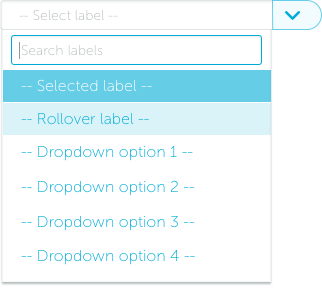 -- Select label --
Search labels
-- Selected label --
-- Rollover label --
-- Dropdown option 1 --
-- Dropdown option 2 --
-- Dropdown option 3 --
-- Dropdown option 4 --